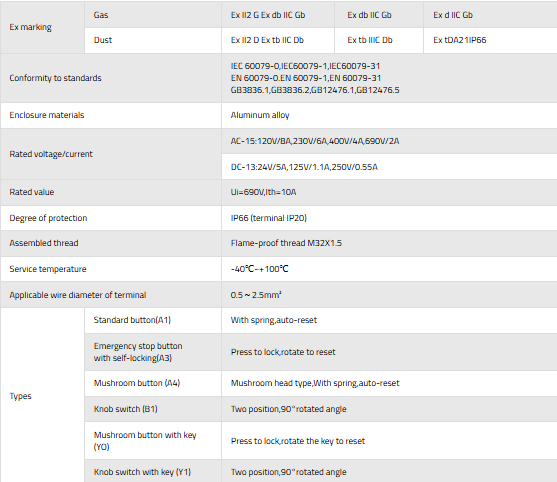 Ex marking
Gas
Ex II2 G Ex db IIC Gb
Ex db IIC Gb
Ex d IIC Gb
Dust
Ex II2 D Ex tb IIC Db
Ex tb IIIC Db
Ex tDA21IP66
Conformity to standards
IEC 60079-0,IEC60079-1,IEC60079-31
EN 60079-0.EN 60079-1,EN 60079-31
GB3836.1,GB3836.2,GB12476.1,GB12476.5
Enclosure materials
Aluminum alloy
Rated voltage/current
AC-15:120V/8A,230V/6A,400V/4A,690V/2A
DC-13:24V/5A,125V/1.1A,250V/0.55A
Rated value
Ui=690V,Ith=10A
Degree of protection
IP66 (terminal IP20)
Assembled thread
Flame-proof thread M32X1.5
Service temperature
-40℃~+100℃
Applicable wire diameter of terminal
0.5～2.5mm²
Types
Standard button(A1)
With spring,auto-reset
Emergency stop button
with self-locking(A3)
Press to lock,rotate to reset
Mushroom button (A4)
Mushroom head type,With spring,auto-reset
Knob switch (B1)
Two position,90°rotated angle
Mushroom button with key
(Y0)
Press to lock,rotate the key to reset
Knob switch with key (Y1)
Two position,90°rotated angle